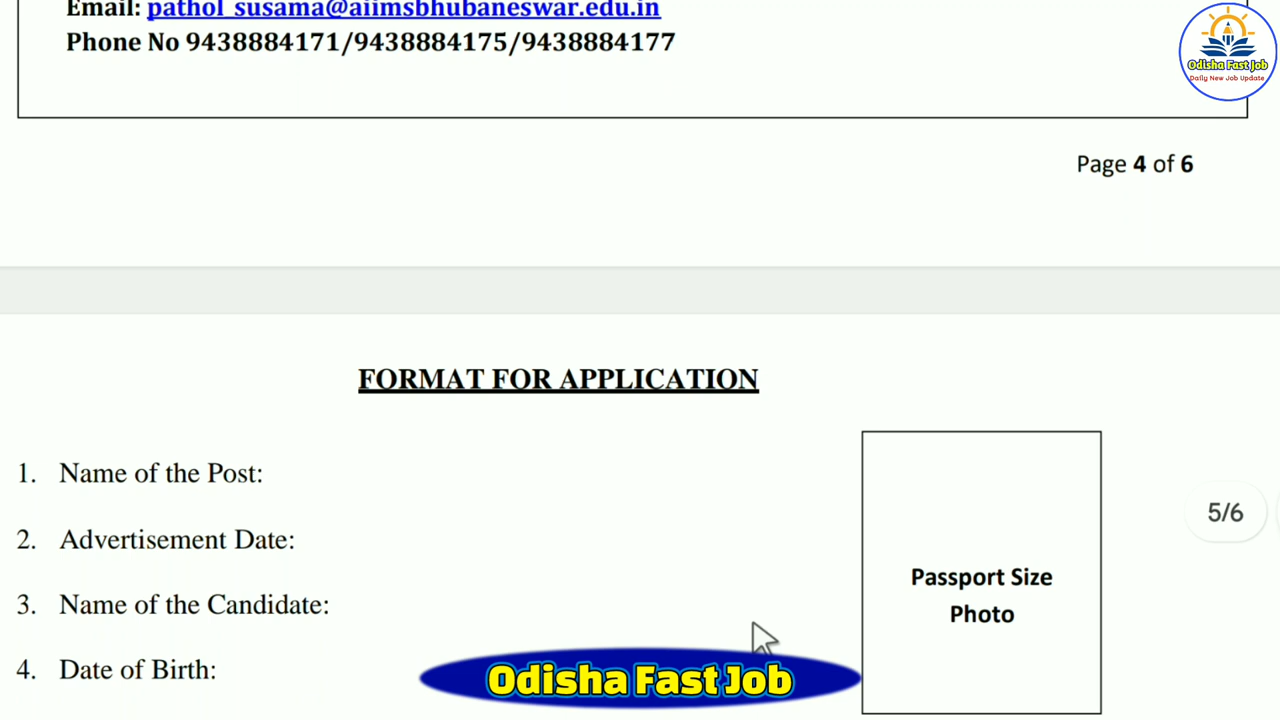 Email: pathol_susama@aiimsbhubaneswar.edu.in
Phone No 9438884171/9438884175/9438884177
Odisha Fast Job
Daily New Job Update
Page 4 of 6
FORMAT FOR APPLICATION
1. Name of the Post:
2. Advertisement Date:
3. Name of the Candidate:
4. Date of Birth:
Passport Size
Photo
5/6
Odisha Fast Job